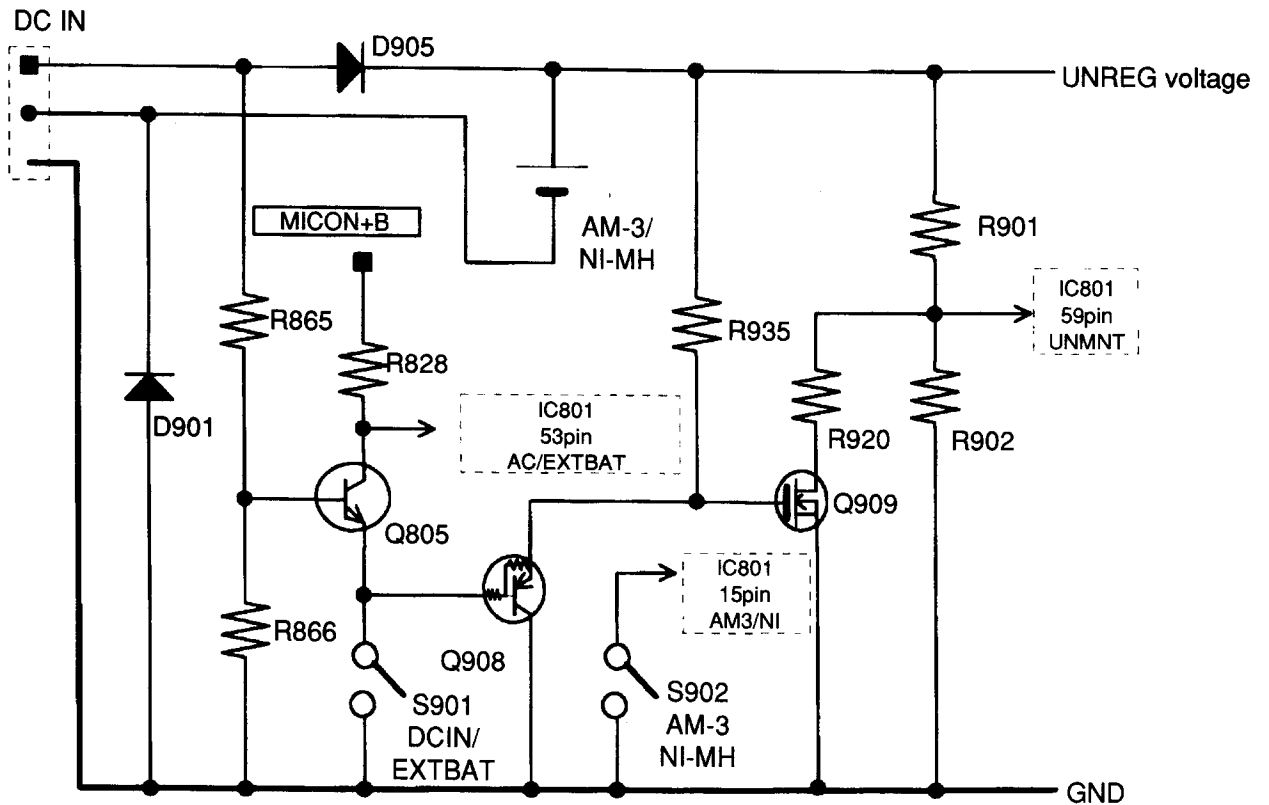 DC IN
D905
UNREG voltage
MICON+B
AM-3/
NI-MH
R901
R865
R935
IC801
59pin
UNMNT
R828
D901
IC801
53pin
AC/EXTBAT
R920
R902
Q805
Q909
IC801
15pin
AM3/NI
R866
Q908
S901
DCIN/
EXTBAT
S902
AM-3
NI-MH
GND